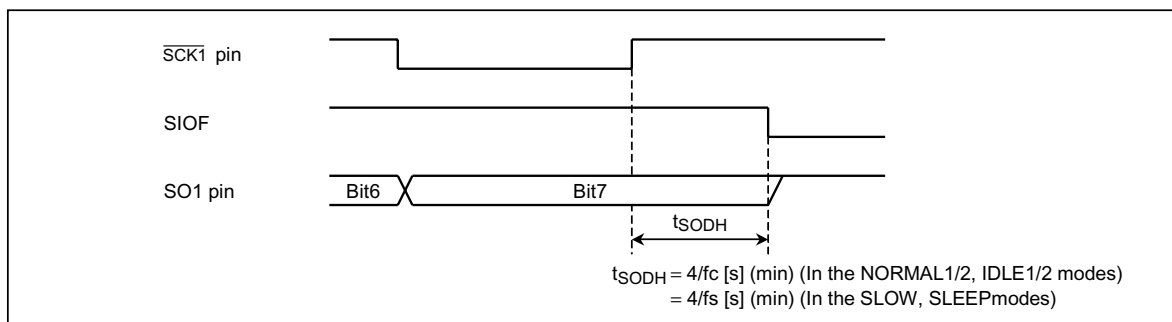 SCK1 pin
SIOF
SO1 pin
Bit6
Bit7
tSODH
tSODH = 4/fc [s] (min) (In the NORMAL1/2, IDLE1/2 modes)
= 4/fs [s] (min) (In the SLOW, SLEEPmodes)